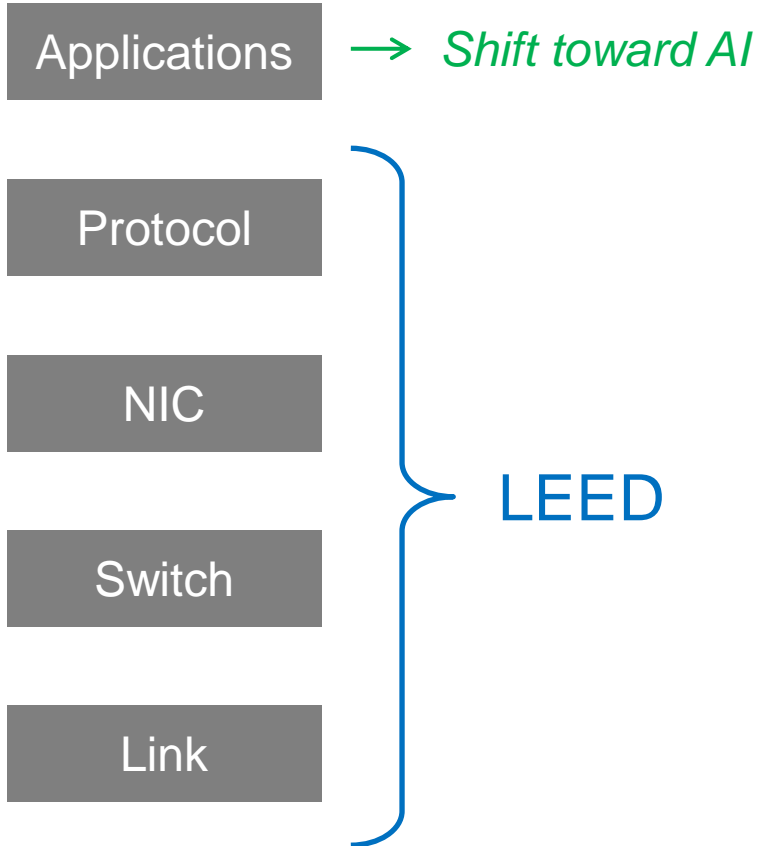 Applications
Shift toward AI
Protocol
NIC
LEED
Switch
Link